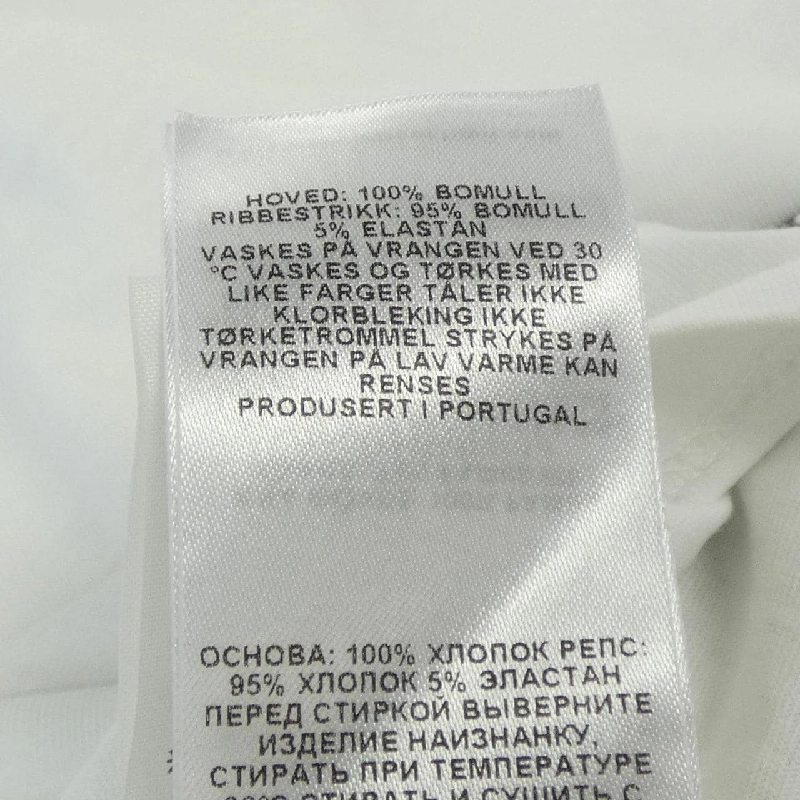 HOVED: 100% BOMULL
RIBBESTRIKK: 95% BOMULL
5% ELASTAN
VASKES PÅ VRANGEN VED 30
°C VASKES OG TØRKES MED
LIKE FARGER TÅLER IKKE
KLORBLEKING IKKE
TØRKETROMMEL STRYKES PÅ
VRANGEN PÅ LAV VARME KAN
RENSES
PRODUSERT I PORTUGAL
ОСНОВА: 100% ХЛОПОК РЕПС:
95% ХЛОПОК 5% ЭЛАСТАН
ПЕРЕД СТИРКОЙ ВЫВЕРНИТЕ
ИЗДЕЛИЕ НАИЗНАНКУ,
СТИРАТЬ ПРИ ТЕМПЕРАТУРЕ
СТИРАТЬ И СУШИТЬ С